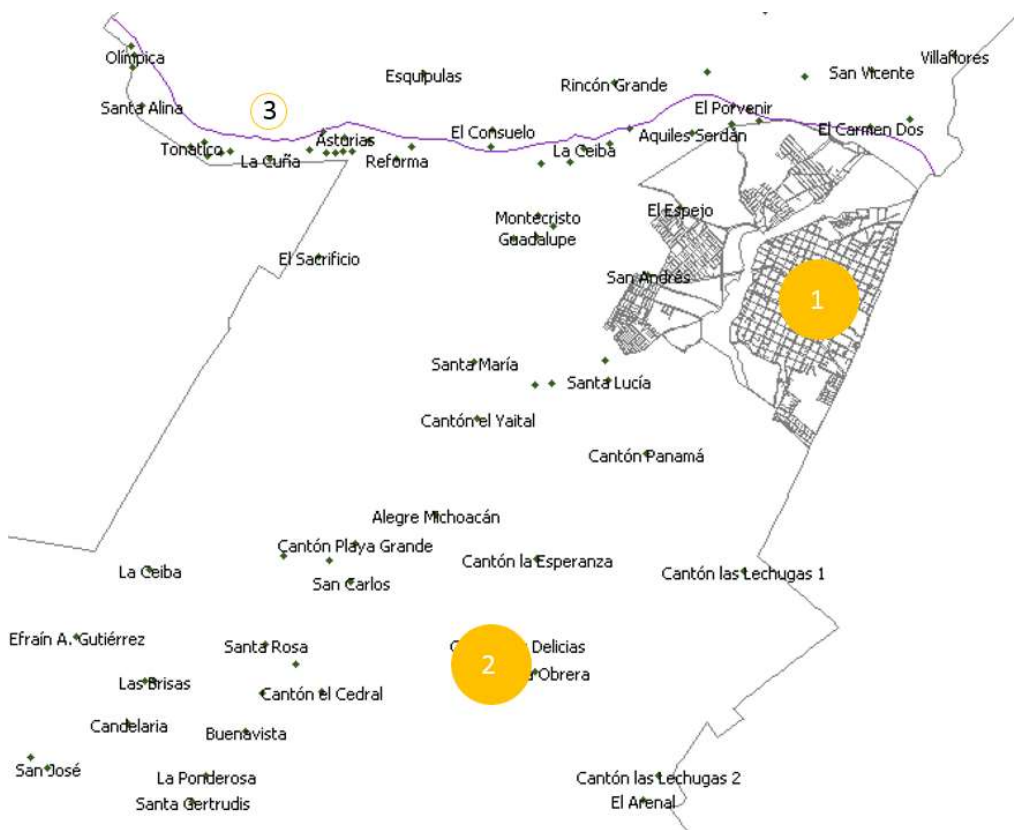 Olímpica
Villaflores
Esquipulas
San Vicente
Rincón Grande
Santa Alina
3
El Porvenir
El Consuelo
Aquiles Serdán
El Carmen Dos
Tonatico
Asturias
La Cuña
Reforma
La Ceiba
Montecristo
El Espejo
Guadalupe
El Sacrificio
San Andrés
1
Santa María
Santa Lucía
Cantón el Yaital
Cantón Panamá
Alegre Michoacán
Cantón Playa Grande
La Ceiba
Cantón la Esperanza
Cantón las Lechugas 1
San Carlos
Efraín A. Gutiérrez
Santa Rosa
Delicias
2
Obrera
Las Brisas
Cantón el Cedral
Candelaria
Buenavista
San José
La Ponderosa
Cantón las Lechugas 2
Santa Gertrudis
El Arenal